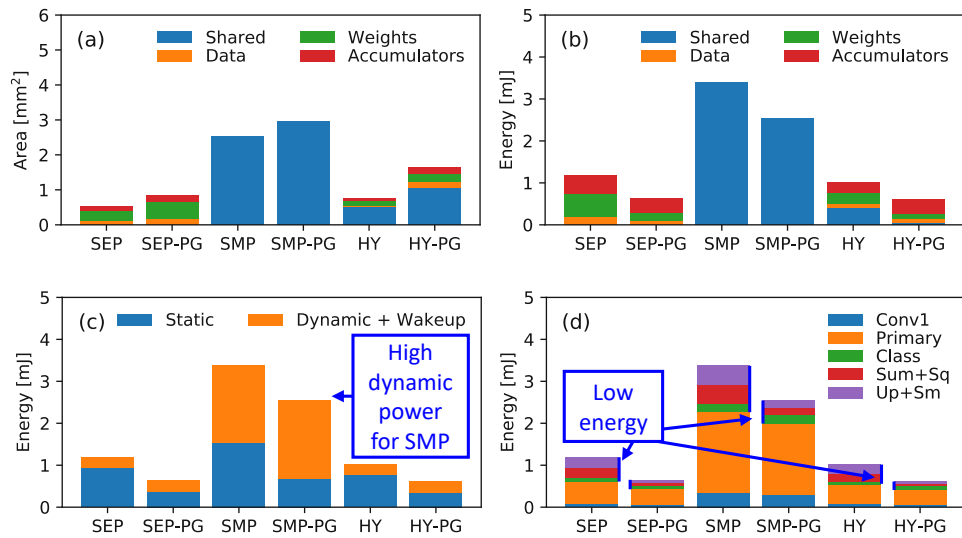 (a)
Shared
Data
Weights
Accumulators
Area [mm²]
6
5
4
3
2
1
0
SEP SEP-PG SMP SMP-PG HY HY-PG
(b)
Shared
Data
Weights
Accumulators
Energy [mJ]
5
4
3
2
1
0
SEP SEP-PG SMP SMP-PG HY HY-PG
(c)
Static
Dynamic + Wakeup
High
dynamic
power
for SMP
Energy [mJ]
5
4
3
2
1
0
SEP SEP-PG SMP SMP-PG HY HY-PG
(d)
Conv1
Primary
Class
Sum+Sq
Up+Sm
Low
energy
Energy [mJ]
5
4
3
2
1
0
SEP SEP-PG SMP SMP-PG HY HY-PG